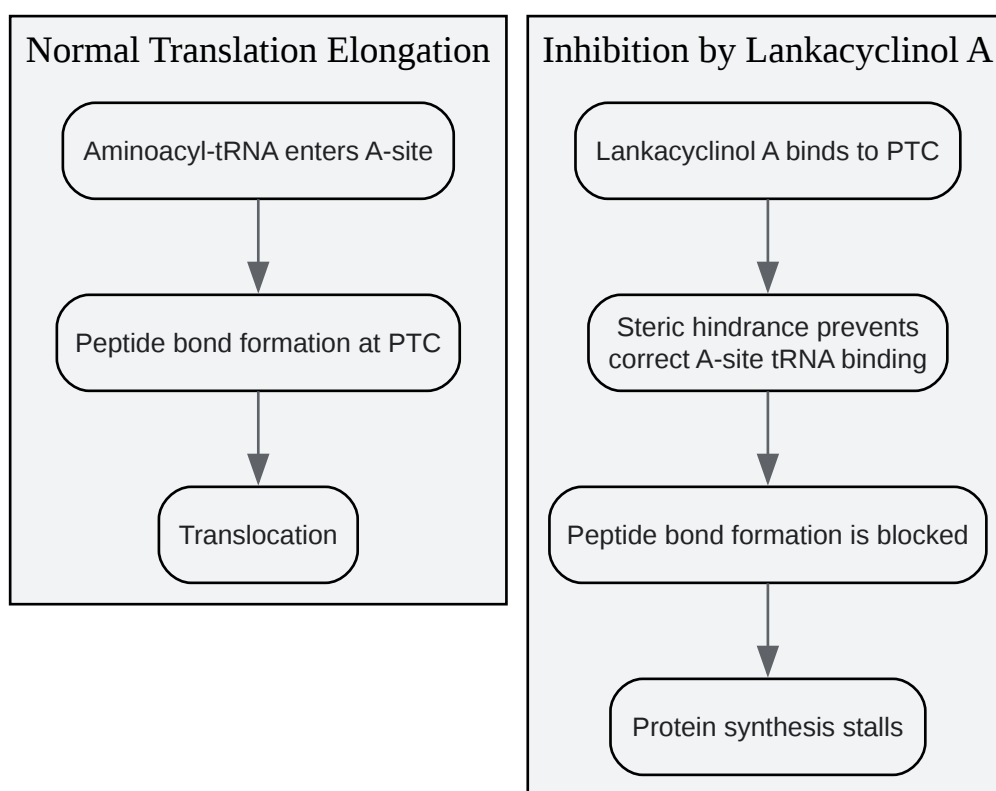 Normal Translation Elongation
Aminoacyl-tRNA enters A-site
Peptide bond formation at PTC
Translocation
Inhibition by Lankacyclinol A
Lankacyclinol A binds to PTC
Steric hindrance prevents
correct A-site tRNA binding
Peptide bond formation is blocked
Protein synthesis stalls